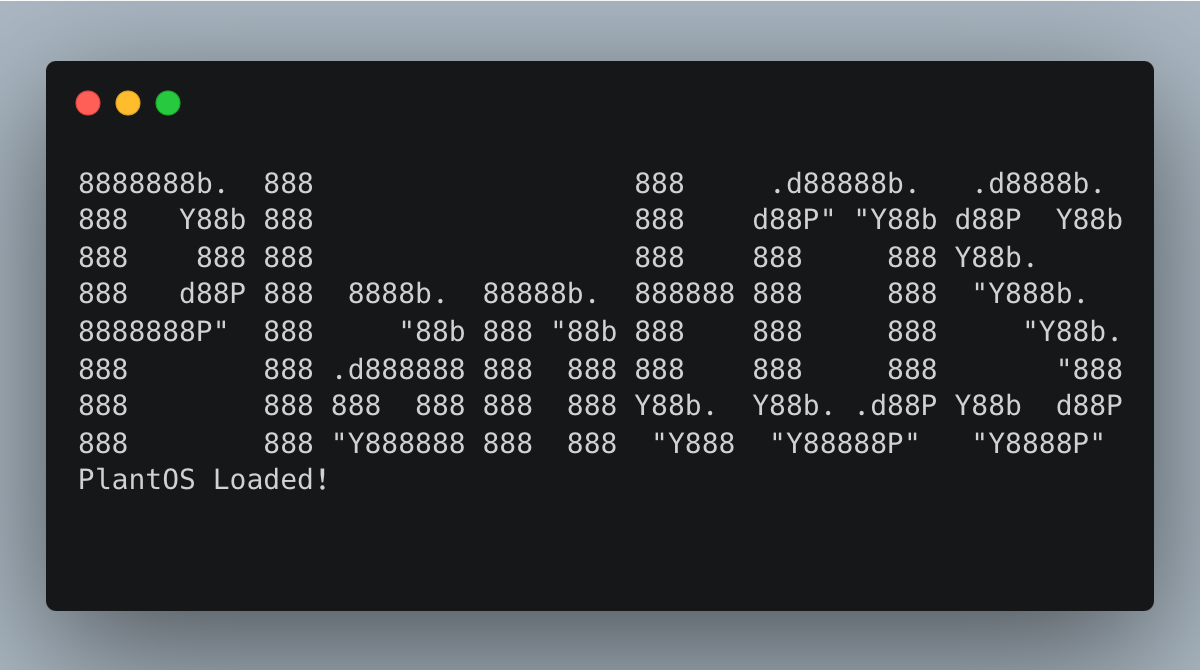 8888888b.  888                   888     .d88888b.   .d8888b.
888   Y88b 888                   888    d88P" "Y88b d88P  Y88b
888    888 888                   888    888     888 Y88b.
888   d88P 888  8888b.  88888b.  888888 888     888  "Y888b.
8888888P"  888     "88b 888 "88b 888    888     888     "Y88b.
888        888 .d888888 888  888 888    888     888       "888
888        888 888  888 888  888 Y88b.  Y88b. .d88P Y88b  d88P
888        888 "Y888888 888  888  "Y888  "Y88888P"   "Y8888P"
PlantOS Loaded!